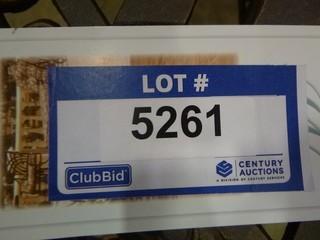 LOT #
5261
ClubBid
CENTURY
AUCTIONS
A DIVISION OF CENTURY SERVICES